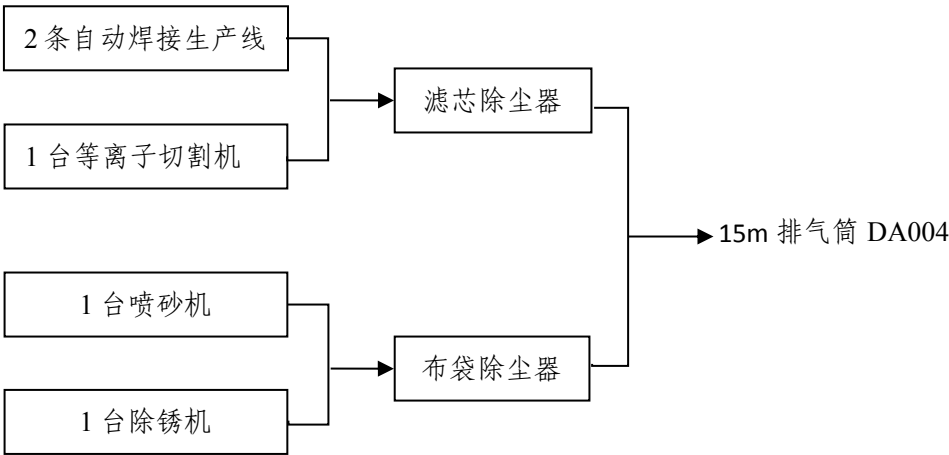 2 条自动焊接生产线
滤芯除尘器
1 台等离子切割机
15m 排气筒 DA004
1 台喷砂机
布袋除尘器
1 台除锈机